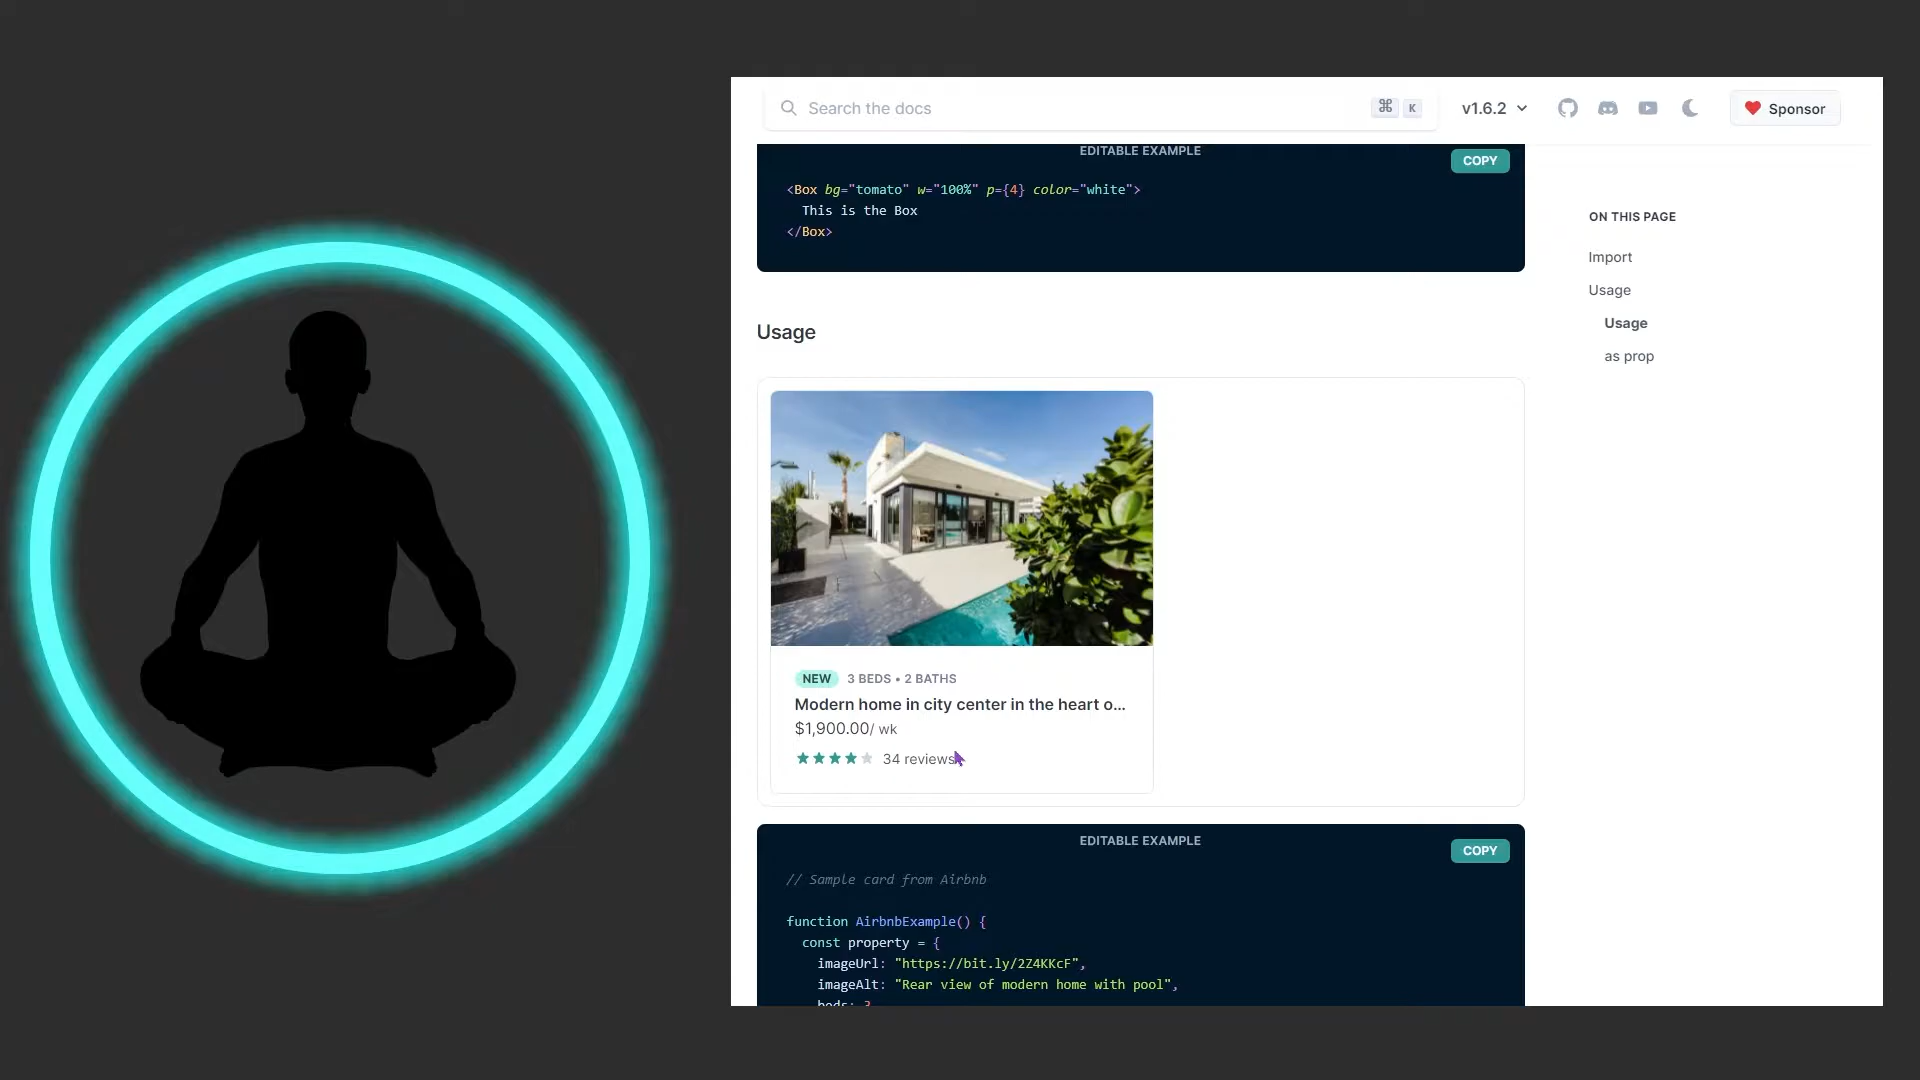 Search the docs
⌘ K
v1.6.2
Sponsor
EDITABLE EXAMPLE
COPY
<Box bg="tomato" w="100%" p={4} color="white">
This is the Box
</Box>
ON THIS PAGE
Import
Usage
Usage
as prop
Usage
NEW 3 BEDS • 2 BATHS
Modern home in city center in the heart o...
$1,900.00/ wk
34 reviews
EDITABLE EXAMPLE
COPY
// Sample card from Airbnb
function AirbnbExample() {
const property = {
imageUrl: "https://bit.ly/2Z4KKcF",
imageAlt: "Rear view of modern home with pool",
beds: 3